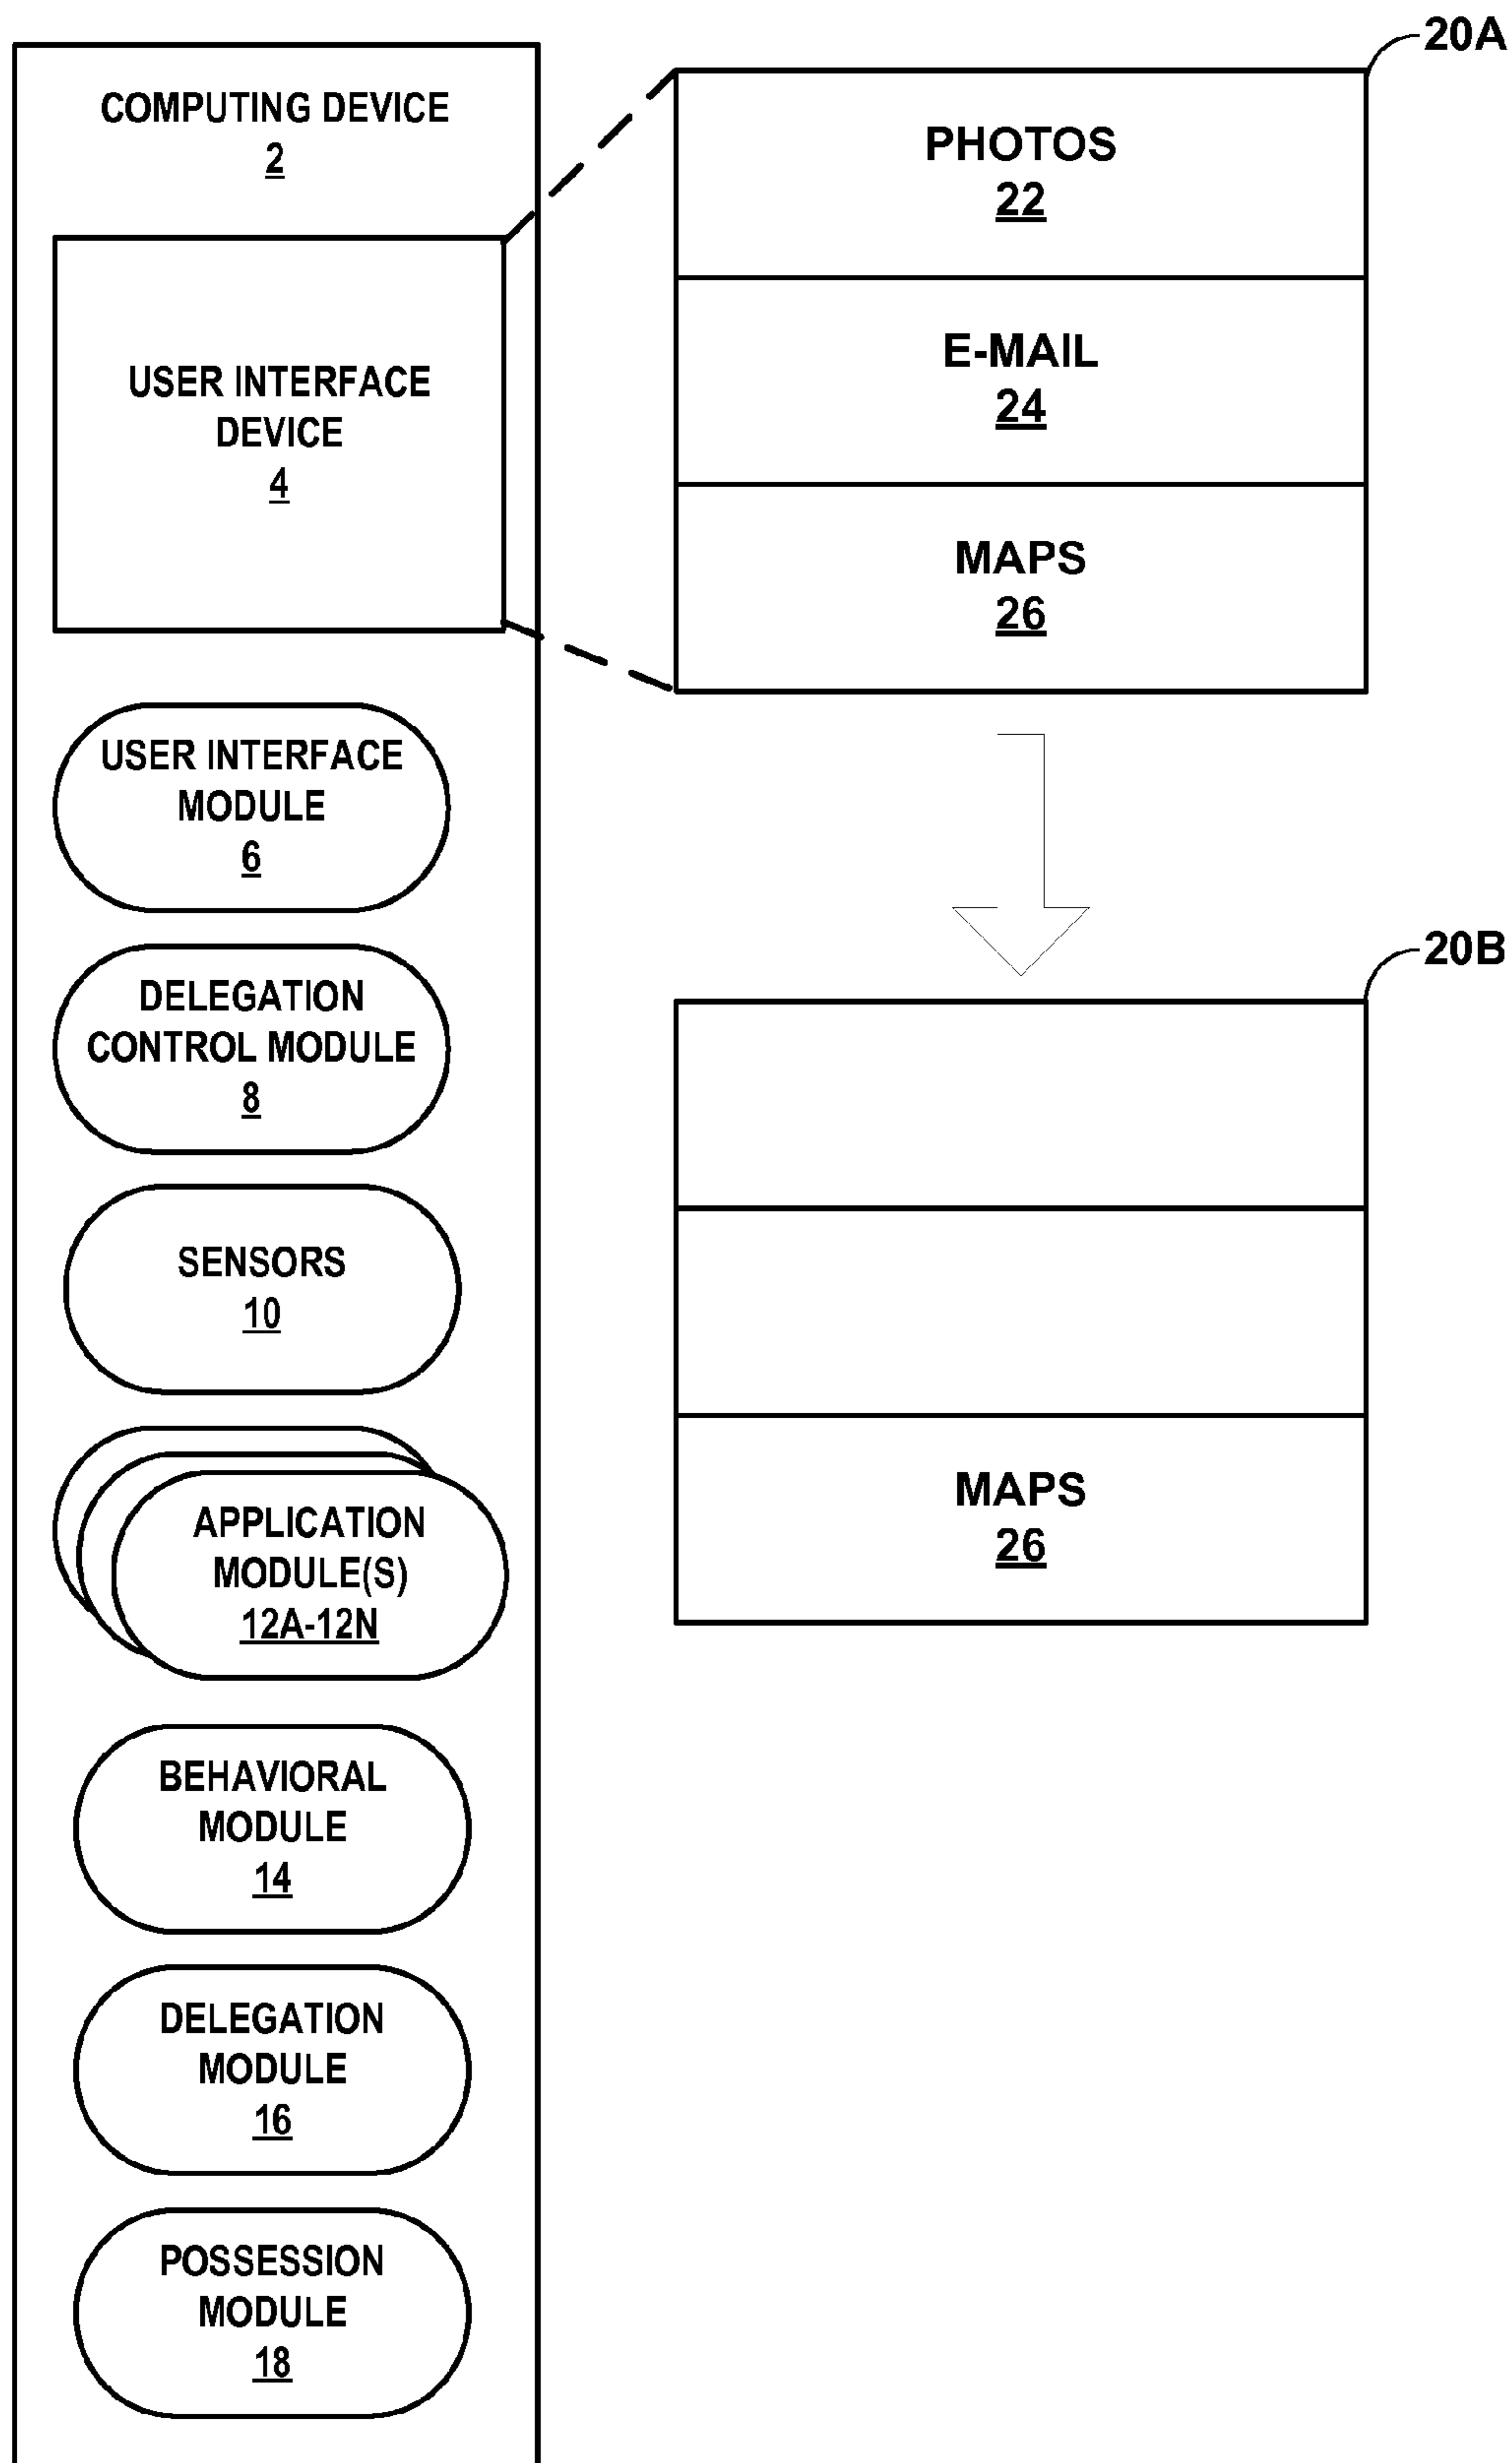 COMPUTING DEVICE
2
USER INTERFACE
DEVICE
4
USER INTERFACE
MODULE
6
DELEGATION
CONTROL MODULE
8
SENSORS
10
APPLICATION
MODULE(S)
12A-12N
BEHAVIORAL
MODULE
14
DELEGATION
MODULE
16
POSSESSION
MODULE
18
20A
PHOTOS
22
E-MAIL
24
MAPS
26
20B
MAPS
26